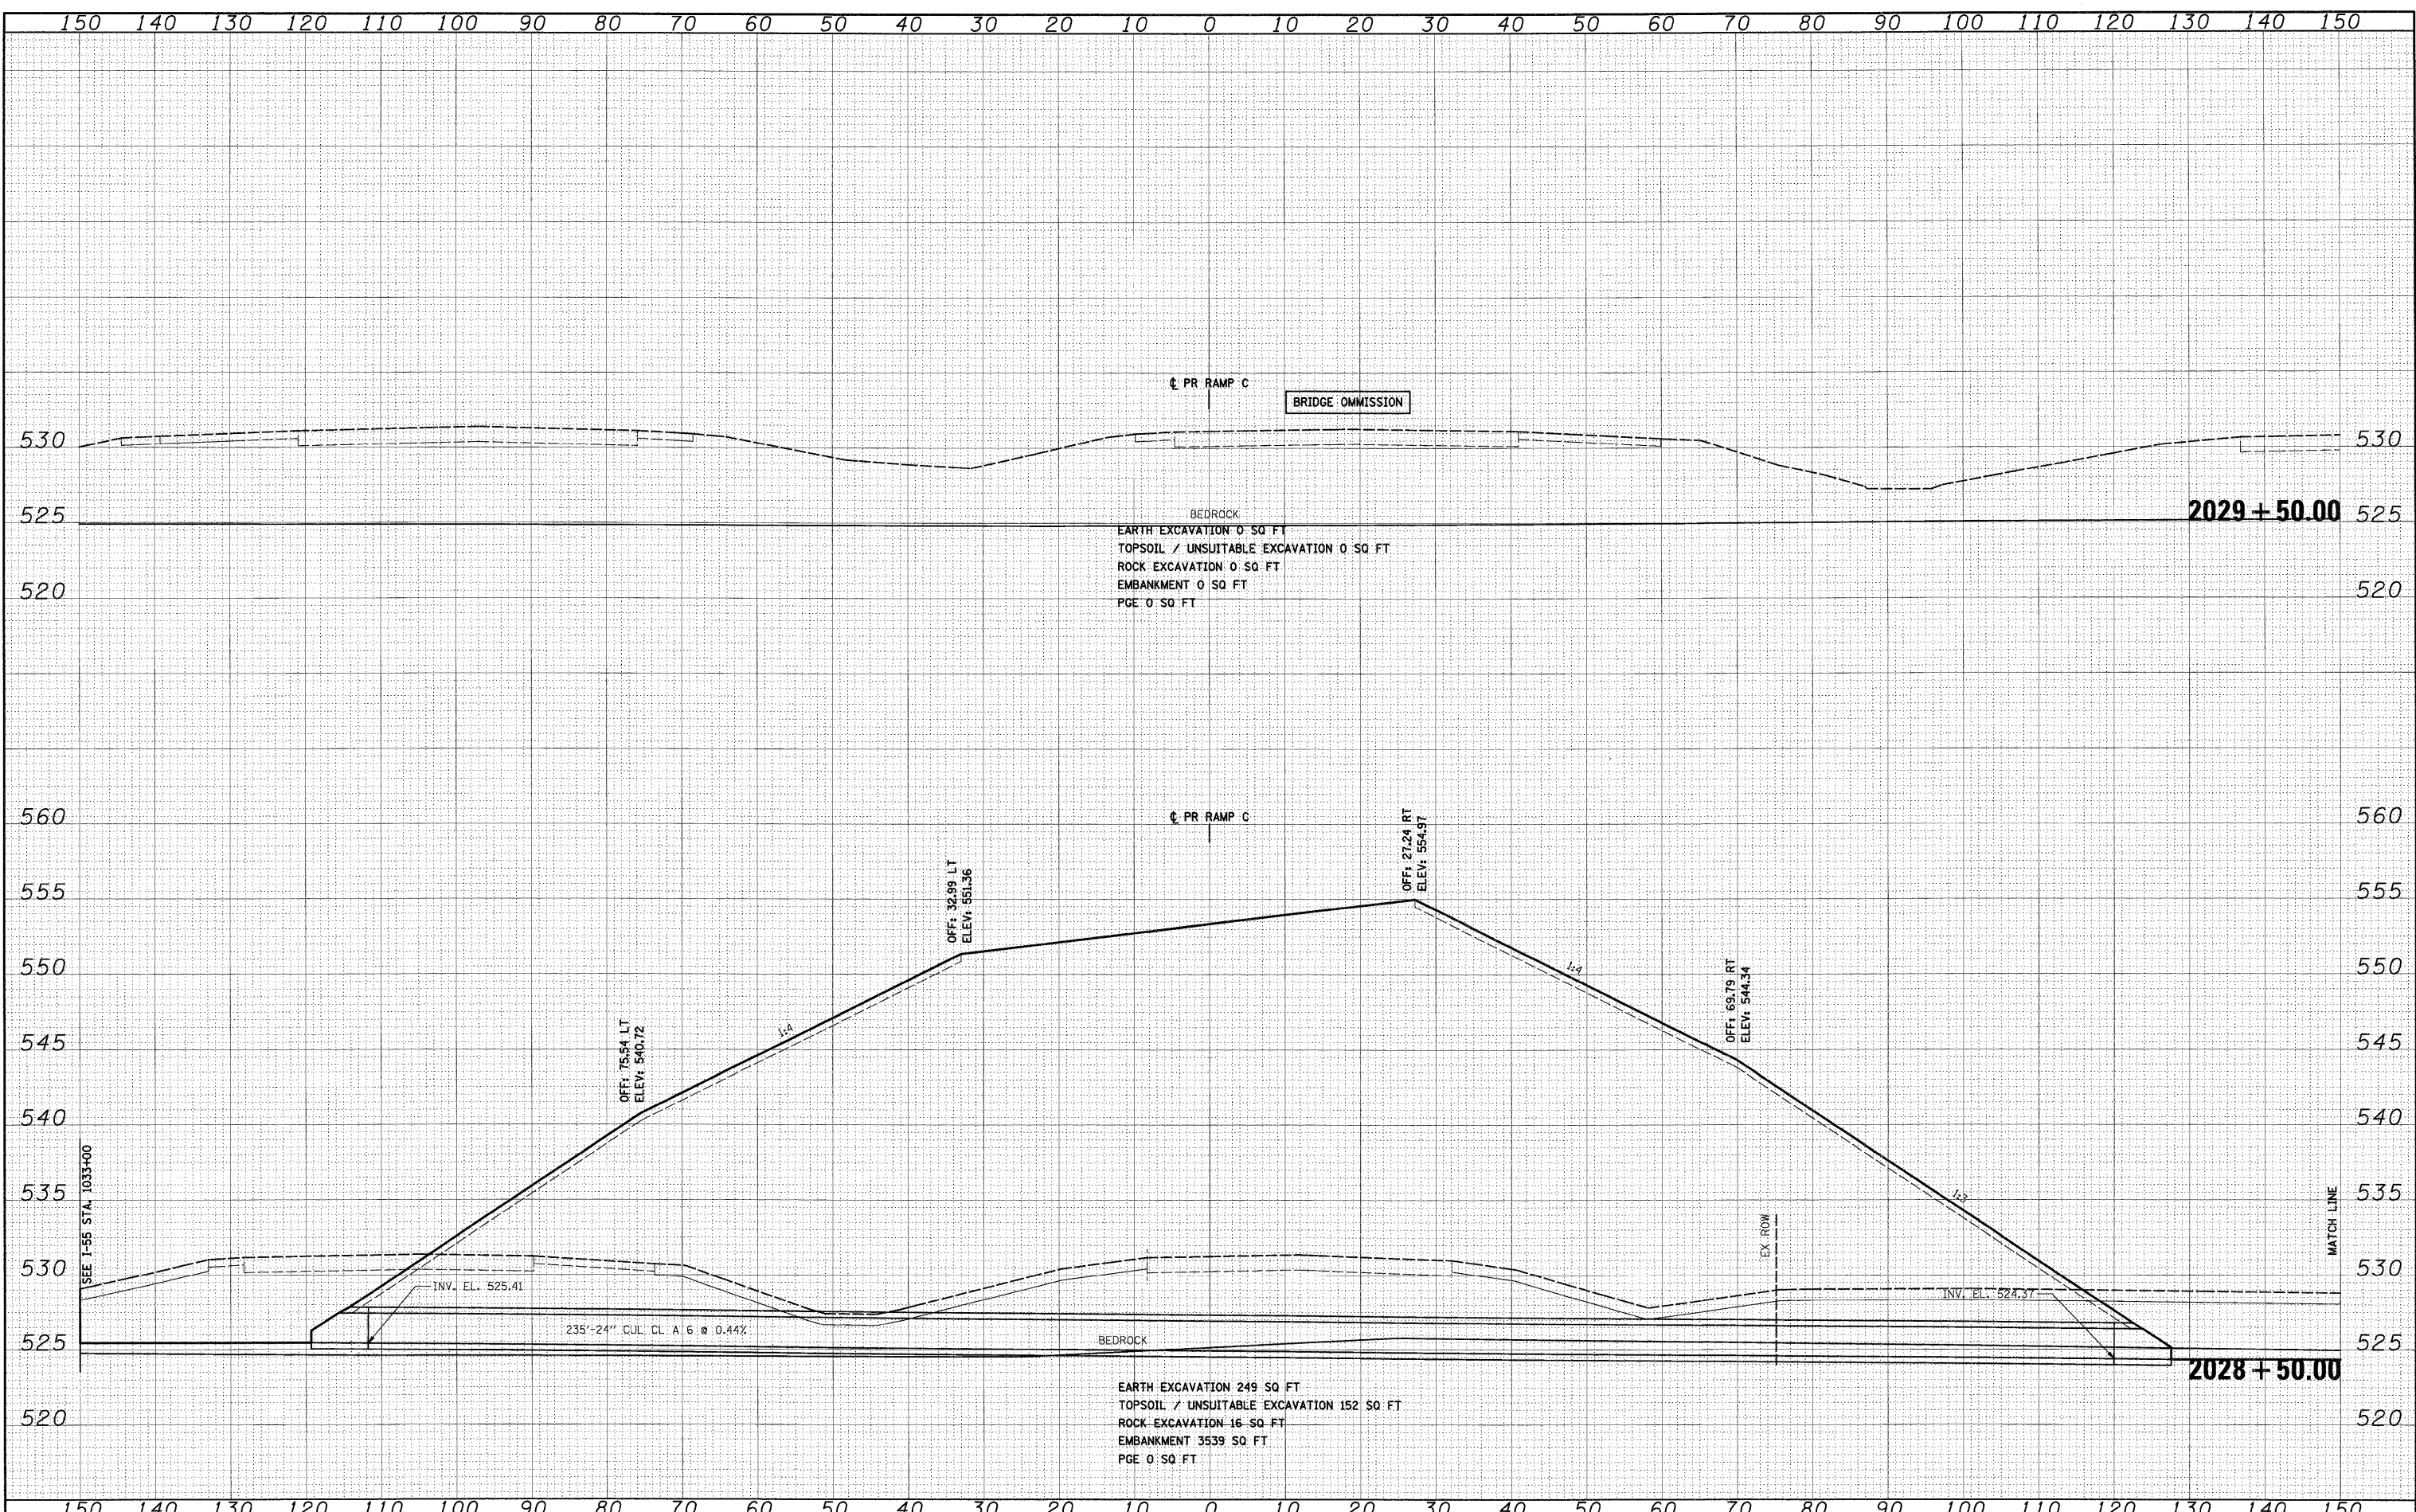 150 140 130 120 110 100 90 80 70 60 50 40 30 20 10 0 10 20 30 40 50 60 70 80 90 100 110 120 130 140 150
℄ PR RAMP C
BRIDGE OMMISSION
530 530
BEDROCK
525 2029+50.00 525
EARTH EXCAVATION 0 SQ FT
TOPSOIL / UNSUITABLE EXCAVATION 0 SQ FT
ROCK EXCAVATION 0 SQ FT
EMBANKMENT 0 SQ FT
PGE 0 SQ FT
520 520
560 560
℄ PR RAMP C
OFF: 27.24 RT
ELEV: 554.97
OFF: 32.99 LT
ELEV: 551.36
555 555
550 550
1:4
OFF: 69.79 RT
ELEV: 544.34
OFF: 75.54 LT
ELEV: 540.72
1:4
545 545
540 540
SEE I-55 STA. 1033+00
535 535
1:3
MATCH LINE
EX ROW
530 530
INV. EL. 525.41
INV. EL. 524.37
235'-24" CUL CL A 6 @ 0.44%
BEDROCK
525 525
2028+50.00
EARTH EXCAVATION 249 SQ FT
TOPSOIL / UNSUITABLE EXCAVATION 152 SQ FT
ROCK EXCAVATION 16 SQ FT
EMBANKMENT 3539 SQ FT
PGE 0 SQ FT
520 520
150 140 130 120 110 100 90 80 70 60 50 40 30 20 10 0 10 20 30 40 50 60 70 80 90 100 110 120 130 140 150